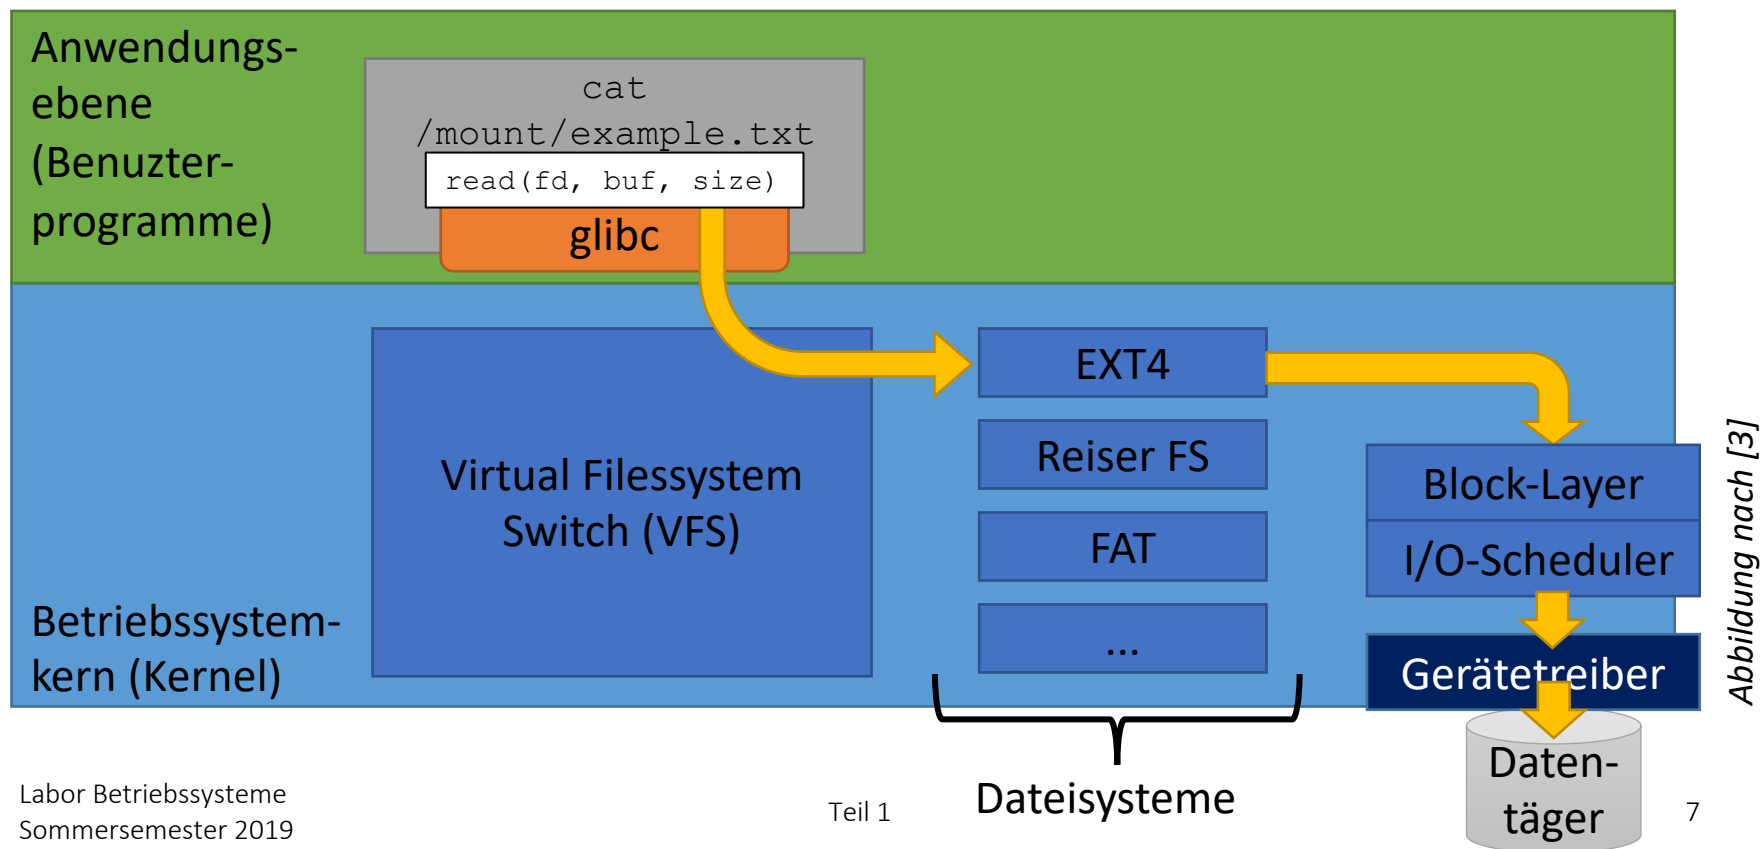 Anwendungs-
ebene
(Benuzter-
programme)
cat
/mount/example.txt
read(fd, buf, size)
glibc
Virtual Filessystem
Switch (VFS)
EXT4
Reiser FS
FAT
...
Block-Layer
I/O-Scheduler
Gerätetreiber
Betriebssystem-
kern (Kernel)
Daten-
täger
Dateisysteme
Abbildung nach [3]
Labor Betriebssysteme
Sommersemester 2019
Teil 1
7